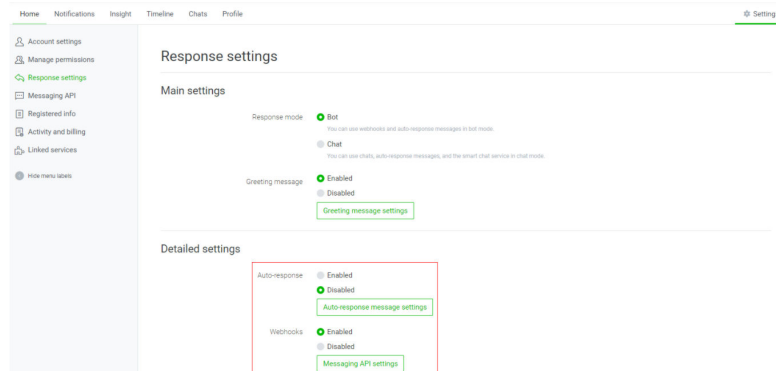 Home Notifications Insight Timeline Chats Profile Setting
Account settings
Manage permissions
Response settings
Messaging API
Registered info
Activity and billing
Linked services
Hide menu labels
Response settings
Main settings
Response mode Bot
You can use webhooks and auto-response messages in bot mode.
Chat
You can use chats, auto-response messages, and the smart chat service in chat mode.
Greeting message Enabled
Disabled
Greeting message settings
Detailed settings
Auto-response Enabled
Disabled
Auto-response message settings
Webhooks Enabled
Disabled
Messaging API settings